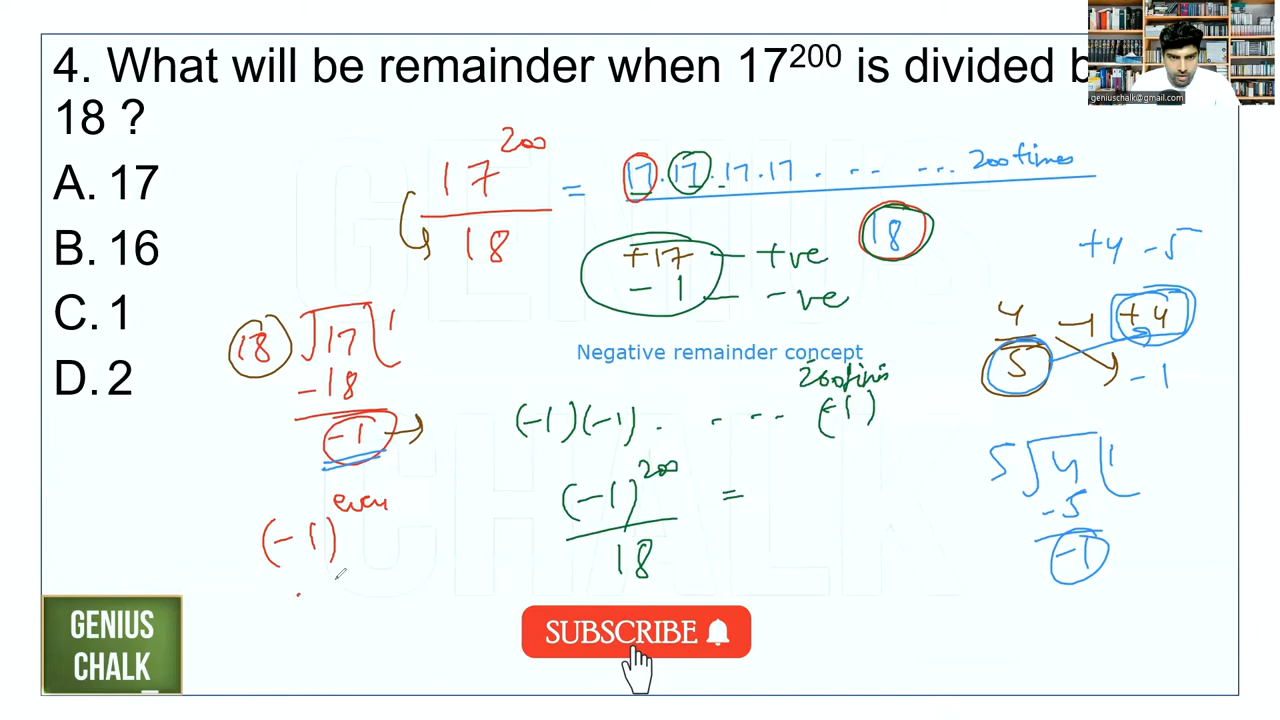 4. What will be remainder when 17²⁰⁰ is divided b
18 ?
geniuschalk@gmail.com
A. 17
B. 16
C. 1
D. 2
17²⁰⁰ / 18 = 17 . 17 . 17 . 17 . -- -- ... 200 times / 18
+17 — +ve
- 1 — -ve
+4 -5
18 √17 ( 1
- 18
-1
Negative remainder concept
4 / 5
-1
+4
-1
200 times
(-1)(-1) . . -- (-1)
5 √4 ( 1
- 5
-1
(-1)^even
(-1)²⁰⁰ / 18 =
GENIUS
CHALK
SUBSCRIBE
GENIUS
CHALK